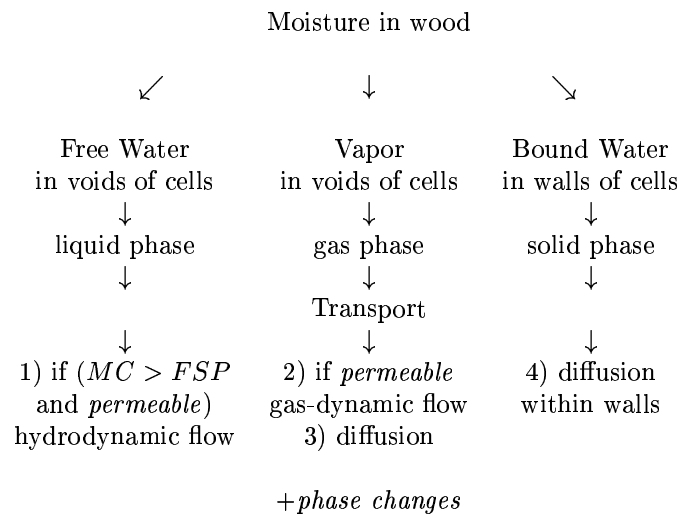 Moisture in wood
↙ ↓ ↘
Free Water Vapor Bound Water
in voids of cells in voids of cells in walls of cells
↓ ↓ ↓
liquid phase gas phase solid phase
↓ ↓ ↓
Transport
↓ ↓ ↓
1) if (MC > FSP 2) if permeable 4) diffusion
and permeable) gas-dynamic flow within walls
hydrodynamic flow 3) diffusion
+phase changes